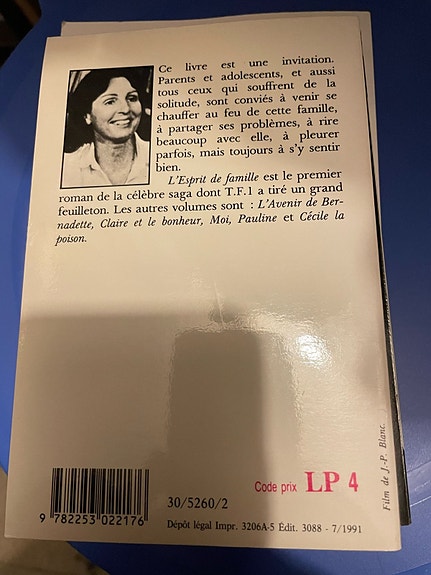 Ce livre est une invitation.
Parents et adolescents, et aussi
tous ceux qui souffrent de la
solitude, sont conviés à venir se
chauffer au feu de cette famille,
à partager ses problèmes, à rire
beaucoup avec elle, à pleurer
parfois, mais toujours à s'y sentir
bien.
L'Esprit de famille est le premier
roman de la célèbre saga dont T.F.1 a tiré un grand
feuilleton. Les autres volumes sont : L'Avenir de Ber-
nadette, Claire et le bonheur, Moi, Pauline et Cécile la
poison.
Film de J.-P. Blanc.
Code prix LP 4
30/5260/2
9 782253 022176
Dépôt légal Impr. 3206A-5 Édit. 3088 - 7/1991